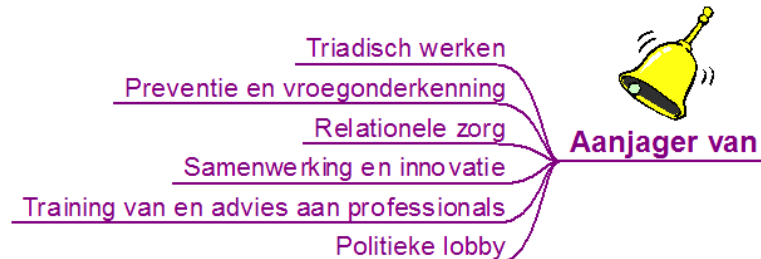 Triadisch werken
Preventie en vroegonderkenning
Relationele zorg
Aanjager van
Samenwerking en innovatie
Training van en advies aan professionals
Politieke lobby